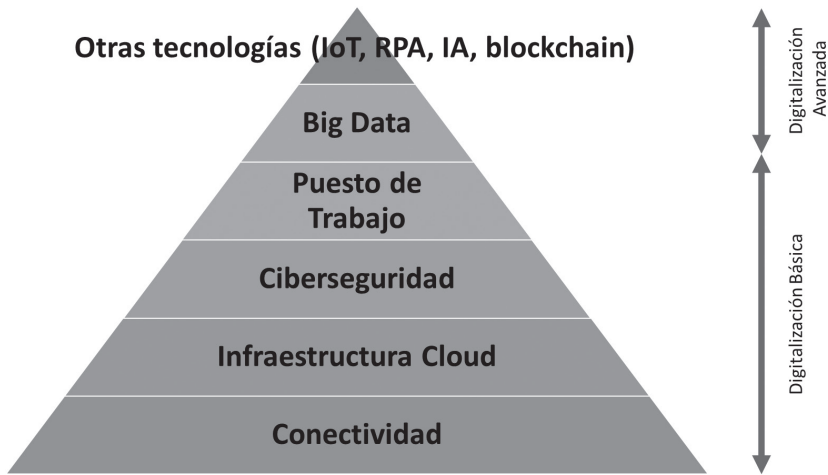 Otras tecnologías (IoT, RPA, IA, blockchain)
Big Data
Puesto de
Trabajo
Ciberseguridad
Infraestructura Cloud
Conectividad
Digitalización
Avanzada
Digitalización Básica